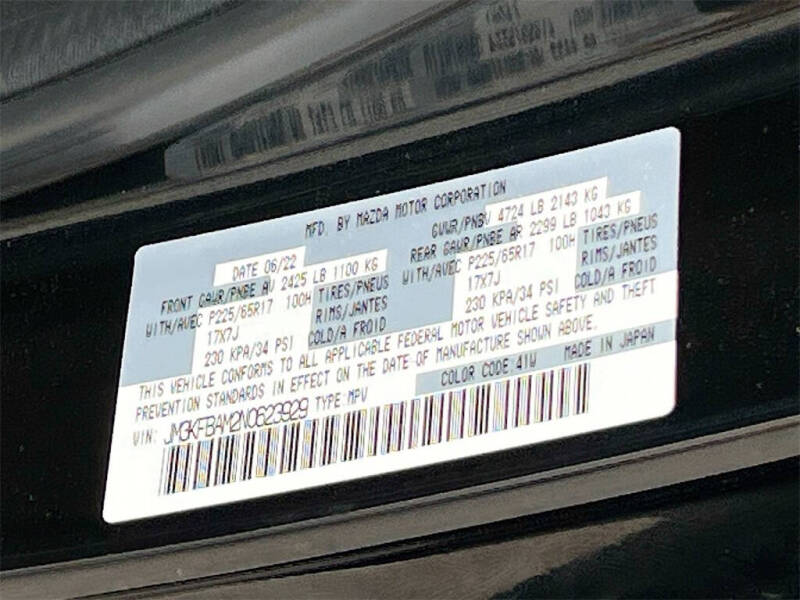 MFD. BY MAZDA MOTOR CORPORATION
DATE 06/22 GVWR/PNBV 4724 LB 2143 KG
FRONT GAWR/PNBE AV 2425 LB 1100 KG REAR GAWR/PNBE AR 2299 LB 1043 KG
WITH/AVEC P225/65R17 100H TIRES/PNEUS WITH/AVEC P225/65R17 100H TIRES/PNEUS
17X7J RIMS/JANTES 17X7J RIMS/JANTES
230 KPA/34 PSI COLD/A FROID 230 KPA/34 PSI COLD/A FROID
THIS VEHICLE CONFORMS TO ALL APPLICABLE FEDERAL MOTOR VEHICLE SAFETY AND THEFT
PREVENTION STANDARDS IN EFFECT ON THE DATE OF MANUFACTURE SHOWN ABOVE.
COLOR CODE:41W MADE IN JAPAN
VIN: JM3KFBAM2N0623929 TYPE:MPV